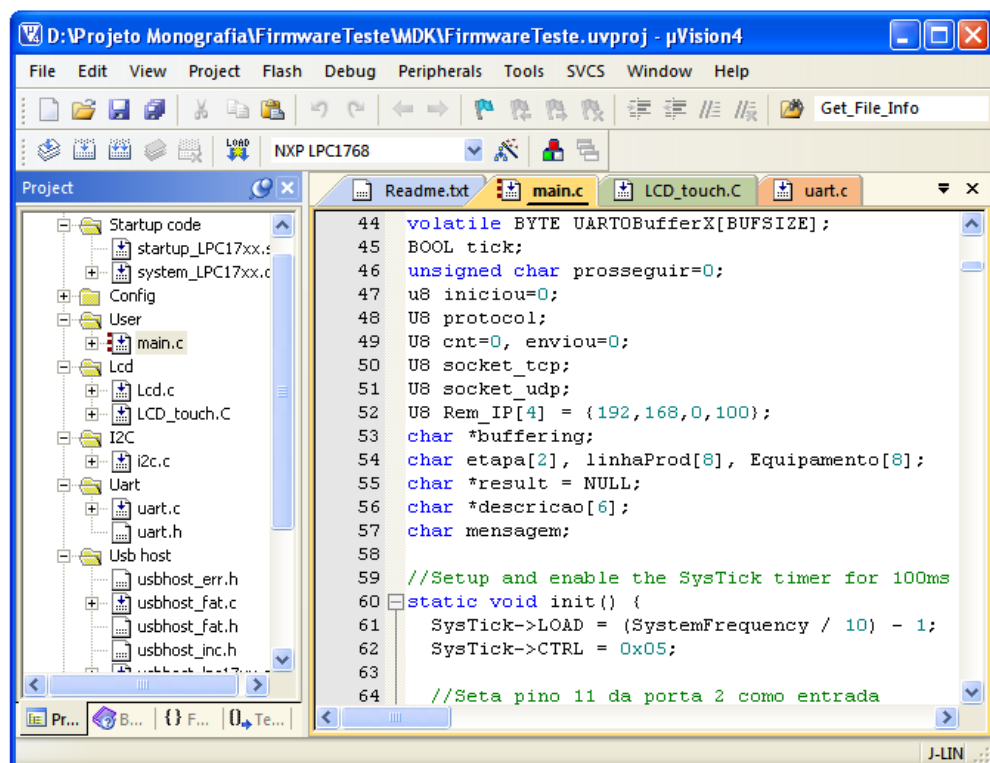 D:\Projeto Monografia\FirmwareTeste\MDK\FirmwareTeste.uvproj - µVision4
File Edit View Project Flash Debug Peripherals Tools SVCS Window Help
Get_File_Info
LOAD NXP LPC1768
Project
Startup code
startup_LPC17xx.s
system_LPC17xx.c
Config
User
main.c
Lcd
Lcd.c
LCD_touch.C
I2C
i2c.c
Uart
uart.c
uart.h
Usb host
usbhost_err.h
usbhost_fat.c
usbhost_fat.h
usbhost_inc.h
Pr... B... {} F... Te...
Readme.txt main.c LCD_touch.C uart.c
44 volatile BYTE UART0BufferX[BUFSIZE];
45 BOOL tick;
46 unsigned char prosseguir=0;
47 u8 iniciou=0;
48 U8 protocol;
49 U8 cnt=0, enviou=0;
50 U8 socket_tcp;
51 U8 socket_udp;
52 U8 Rem_IP[4] = {192,168,0,100};
53 char *buffering;
54 char etapa[2], linhaProd[8], Equipamento[8];
55 char *result = NULL;
56 char *descricao[6];
57 char mensagem;
58
59 //Setup and enable the SysTick timer for 100ms
60 static void init() {
61 SysTick->LOAD = (SystemFrequency / 10) - 1;
62 SysTick->CTRL = 0x05;
63
64 //Seta pino 11 da porta 2 como entrada
J-LIN